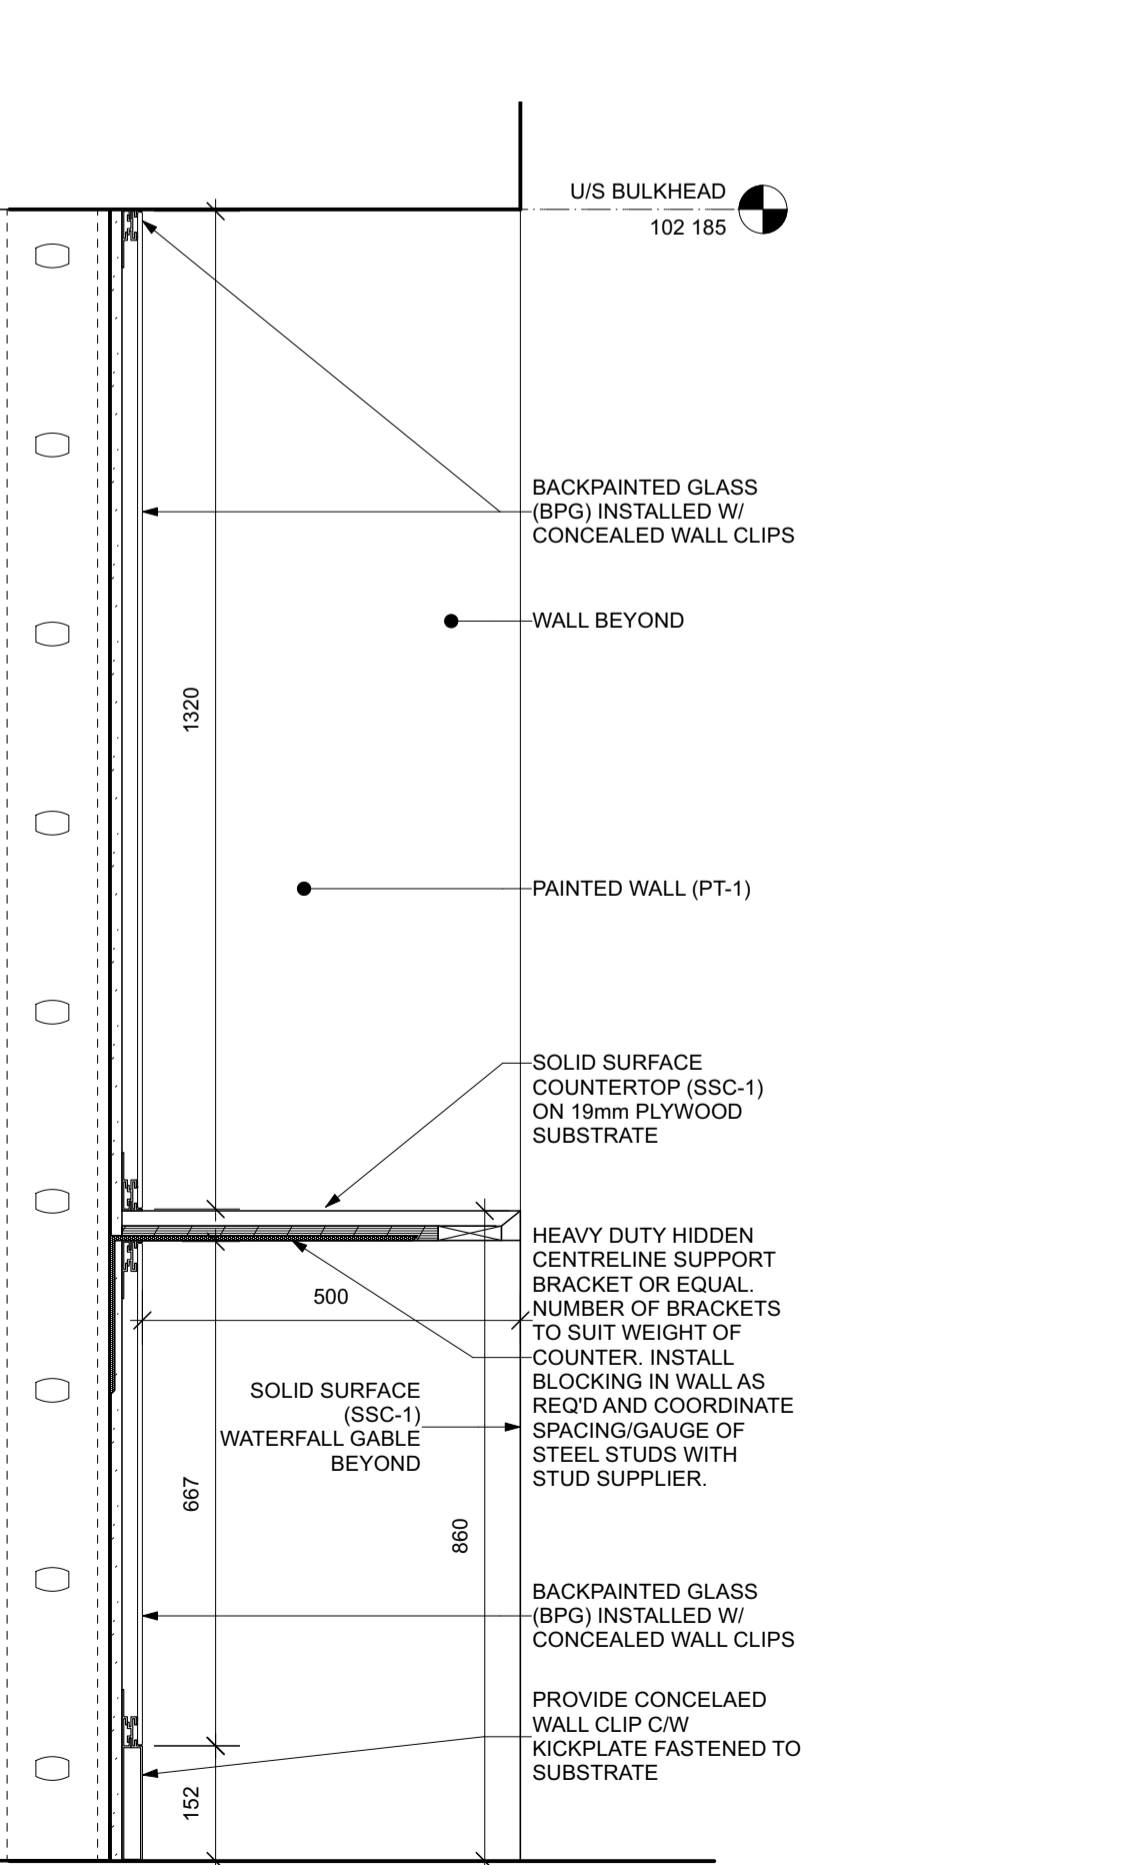 U/S BULKHEAD
102 185
BACKPAINTED GLASS
(BPG) INSTALLED W/
CONCEALED WALL CLIPS
WALL BEYOND
1320
PAINTED WALL (PT-1)
SOLID SURFACE
COUNTERTOP (SSC-1)
ON 19mm PLYWOOD
SUBSTRATE
HEAVY DUTY HIDDEN
CENTRELINE SUPPORT
BRACKET OR EQUAL.
NUMBER OF BRACKETS
TO SUIT WEIGHT OF
COUNTER. INSTALL
BLOCKING IN WALL AS
REQ'D AND COORDINATE
SPACING/GAUGE OF
STEEL STUDS WITH
STUD SUPPLIER.
500
SOLID SURFACE
(SSC-1)
WATERFALL GABLE
BEYOND
667
860
BACKPAINTED GLASS
(BPG) INSTALLED W/
CONCEALED WALL CLIPS
PROVIDE CONCELAED
WALL CLIP C/W
KICKPLATE FASTENED TO
SUBSTRATE
152